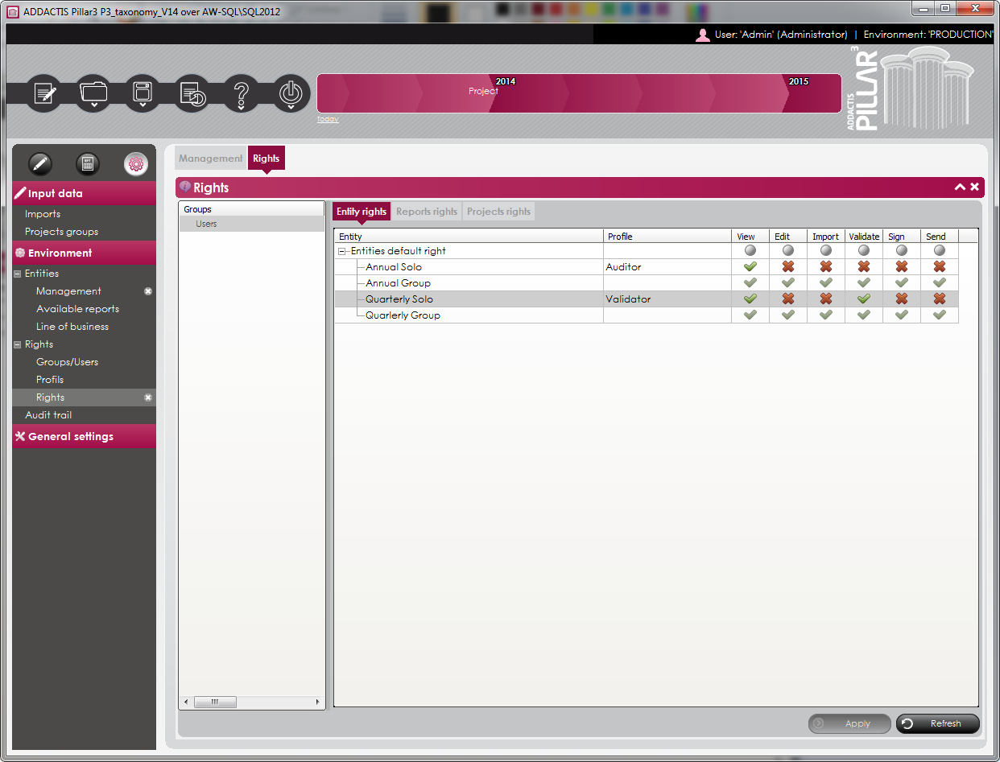 ADDACTIS Pillar3 P3_taxonomy_V14 over AW-SQL\SQL2012
User: 'Admin' (Administrator) | Environment: 'PRODUCTION'
2014
2015
Project
Today
ADDACTIS
PILLAR3
Management
Rights
Input data
Imports
Projects groups
Environment
Entities
Management
Available reports
Line of business
Rights
Groups/Users
Profils
Rights
Audit trail
General settings
Rights
Groups
Users
Entity rights Reports rights Projects rights
Entity Profile View Edit Import Validate Sign Send
Entities default right
Annual Solo Auditor
Annual Group
Quarterly Solo Validator
Quarlerly Group
Apply Refresh